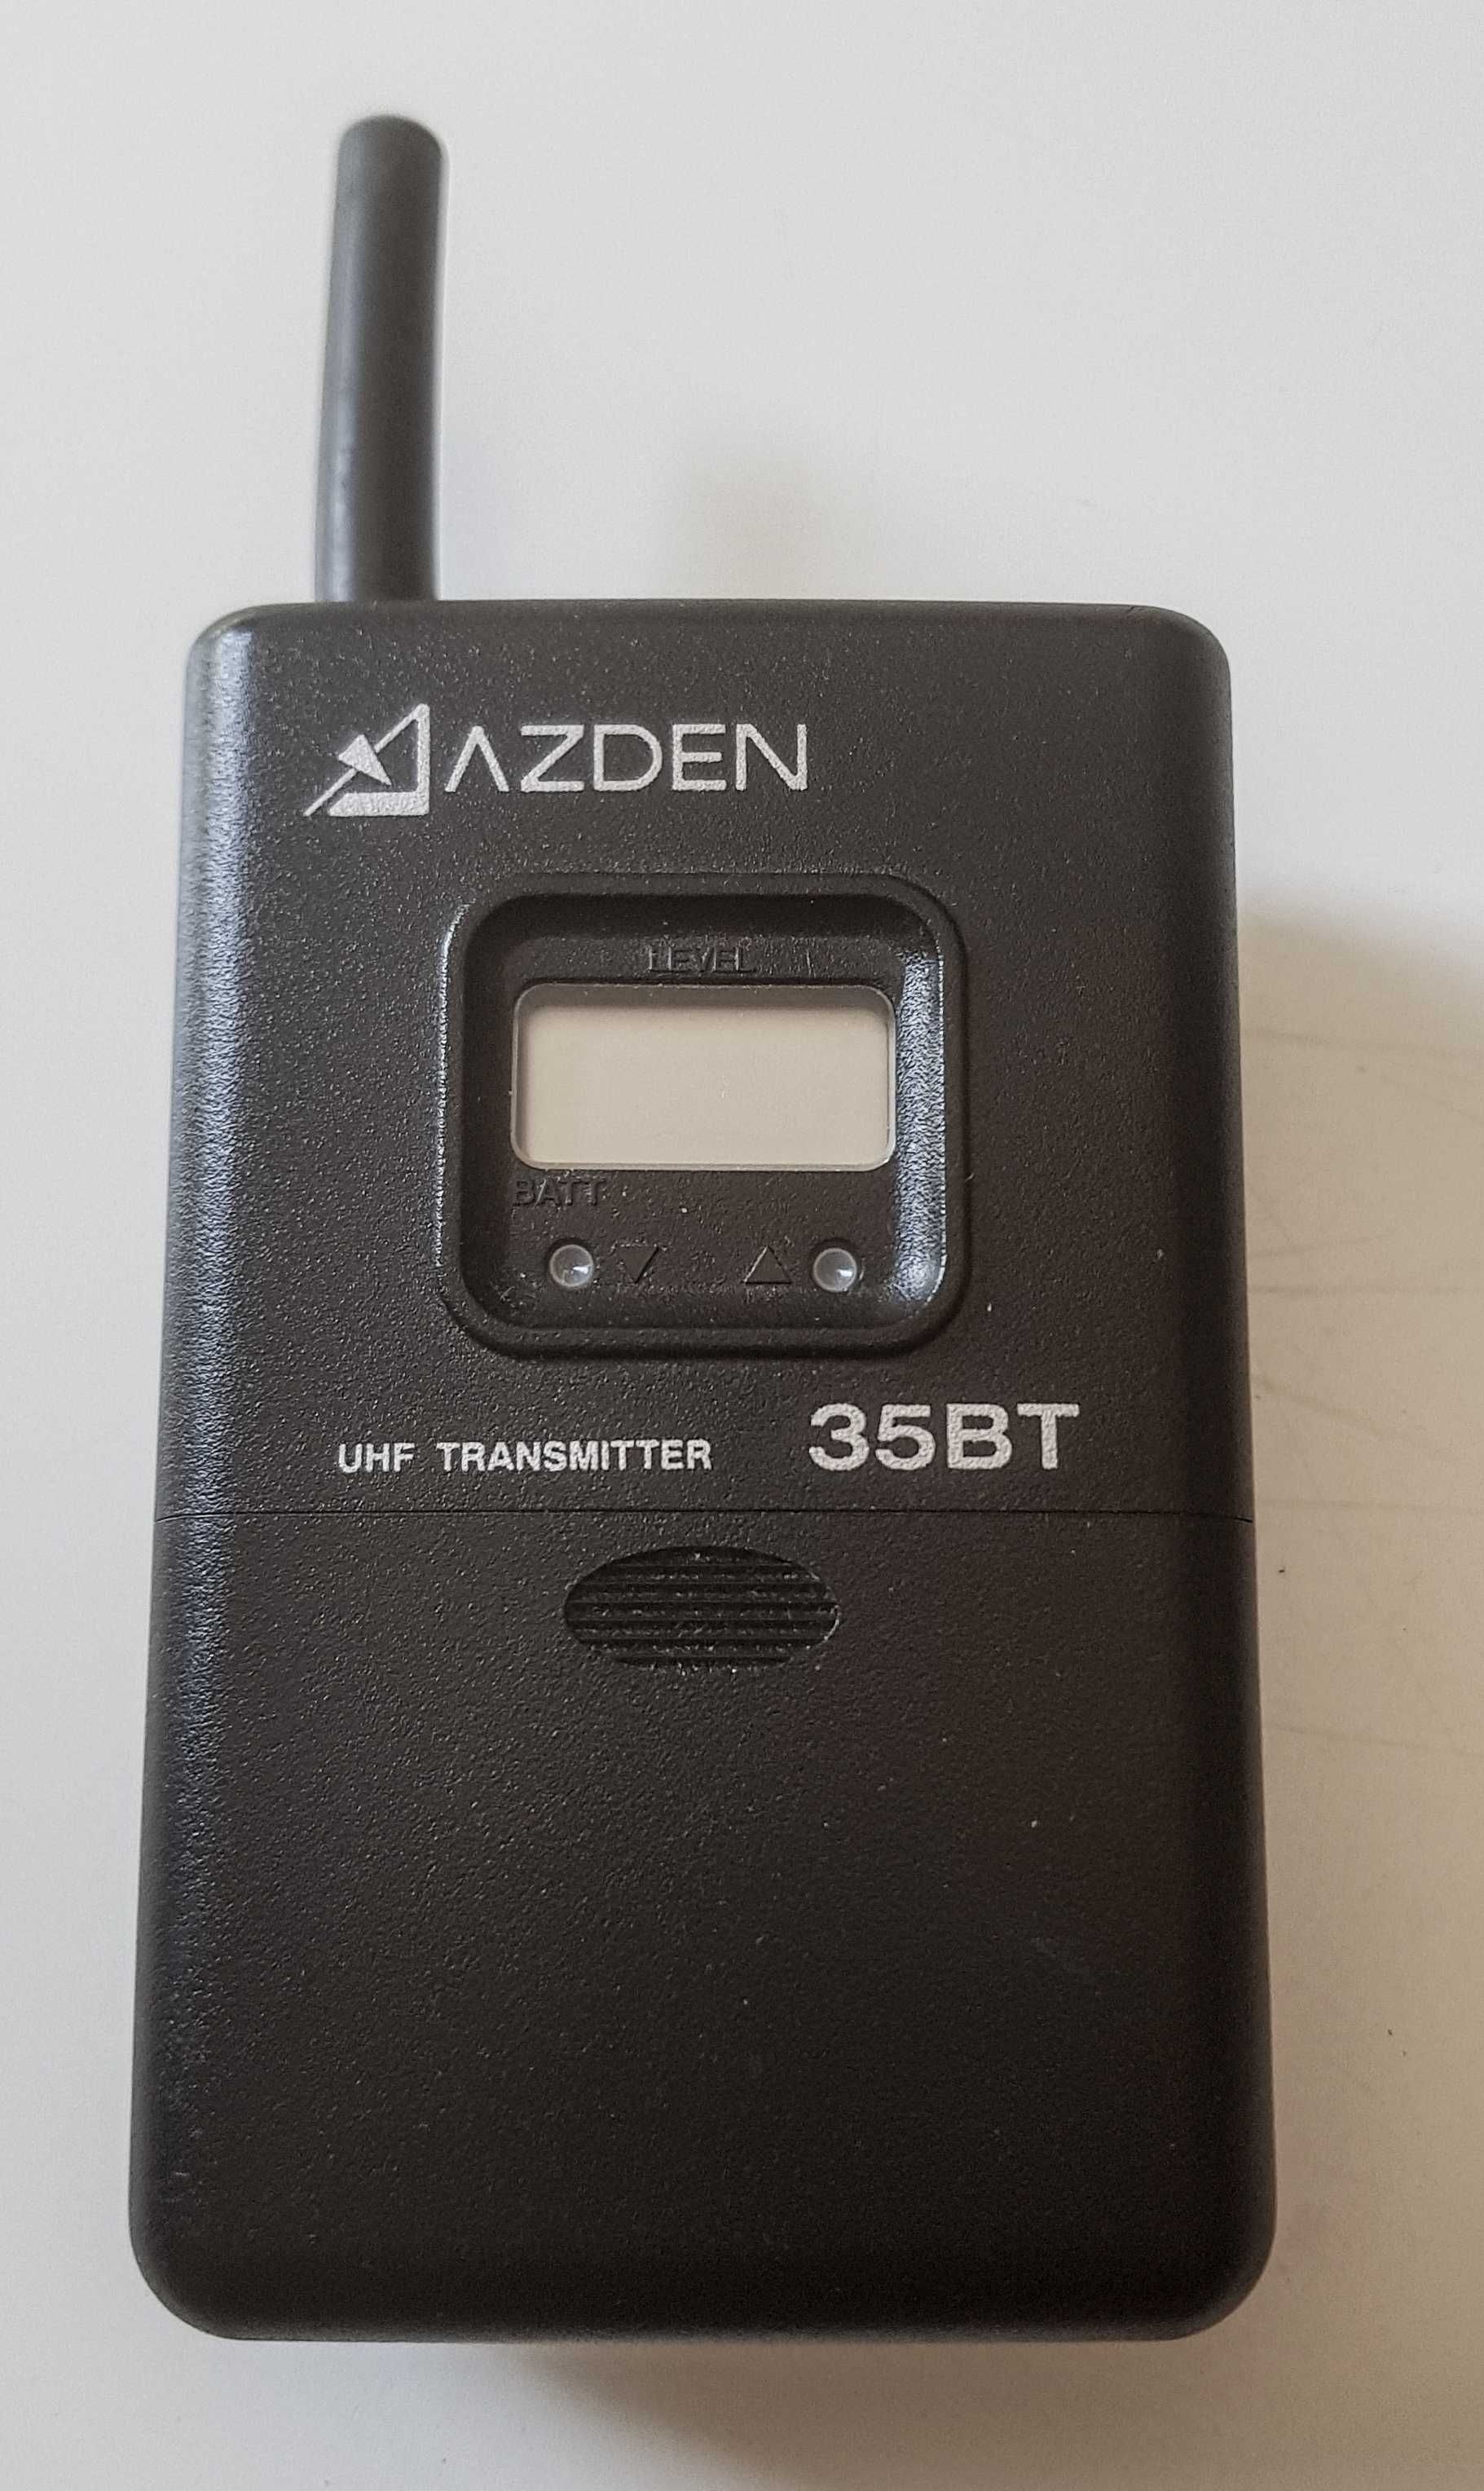 AZDEN
LEVEL
BATT
▽ △
UHF TRANSMITTER 35BT